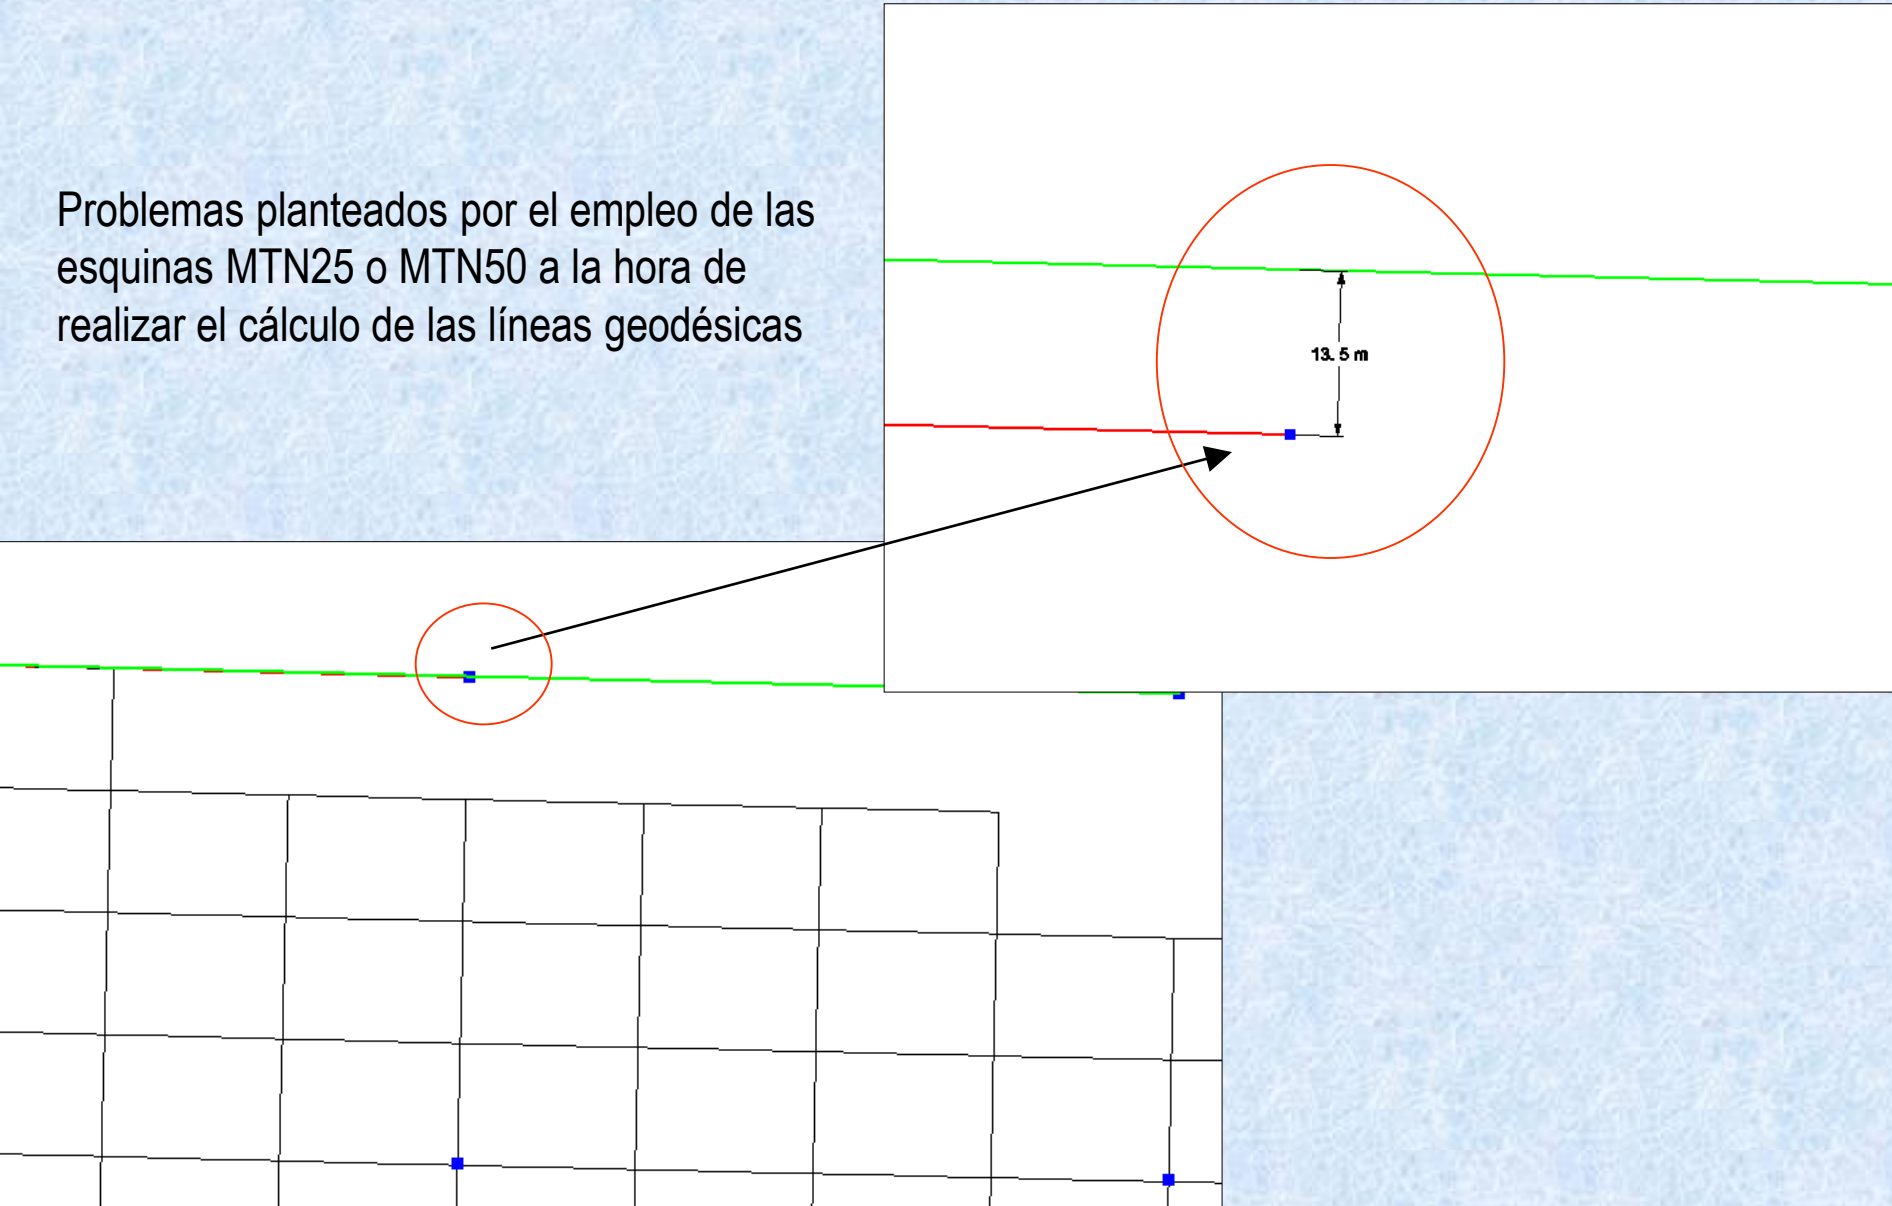 Problemas planteados por el empleo de las
esquinas MTN25 o MTN50 a la hora de
realizar el cálculo de las líneas geodésicas
13.5 m